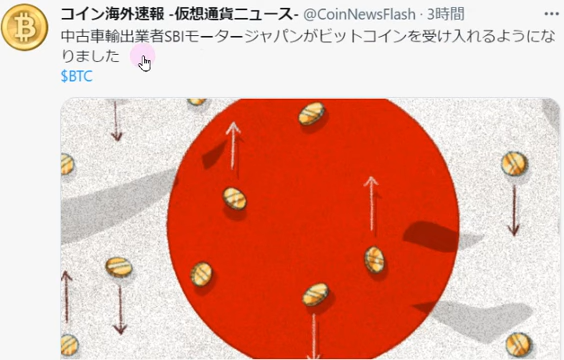 コイン海外速報 -仮想通貨ニュース- @CoinNewsFlash · 3時間
中古車輸出業者SBIモータージャパンがビットコインを受け入れるようにな
りました
$BTC